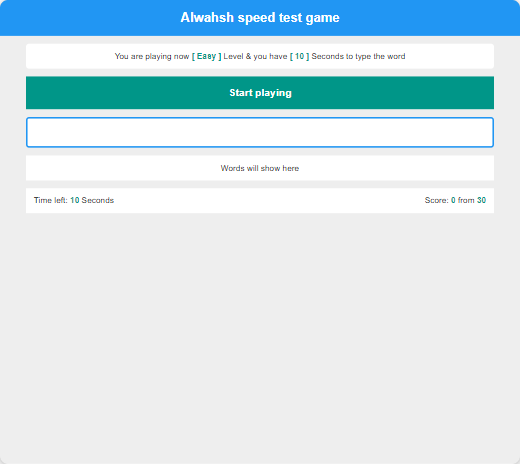 Alwahsh speed test game
You are playing now [ Easy ] Level & you have [ 10 ] Seconds to type the word
Start playing
Words will show here
Time left: 10 Seconds
Score: 0 from 30